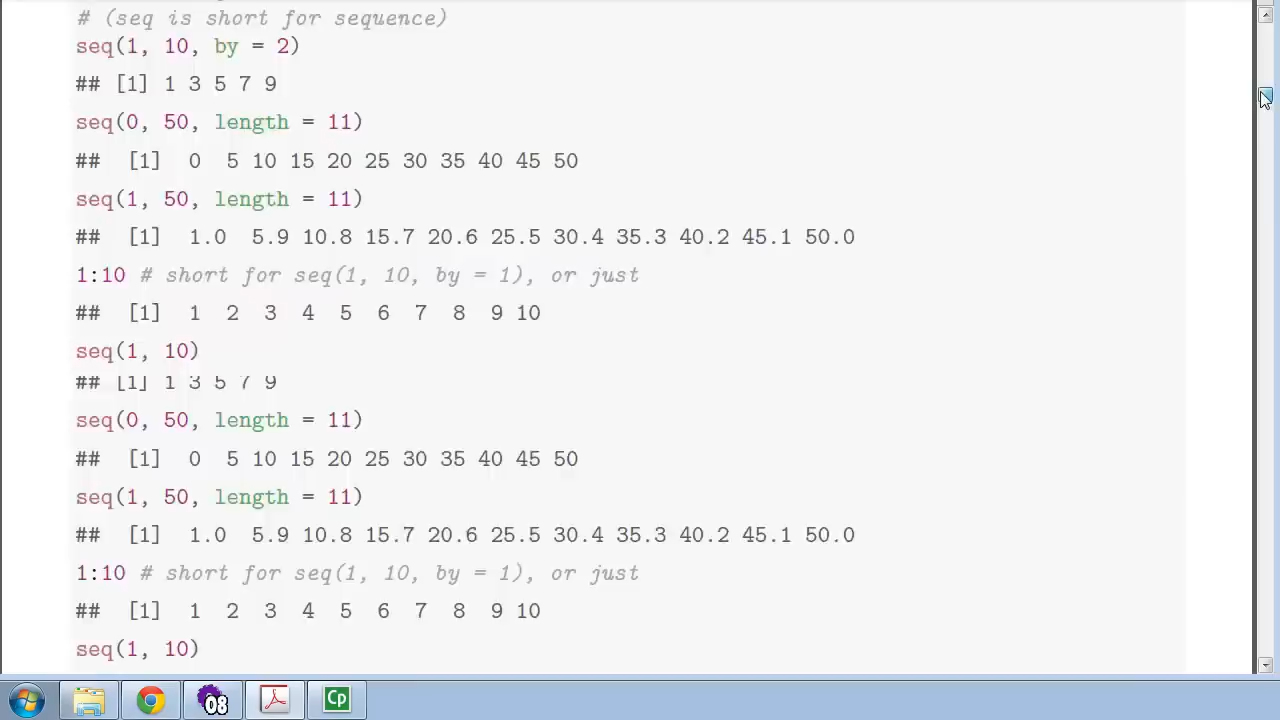 # (seq is short for sequence)
seq(1, 10, by = 2)
## [1] 1 3 5 7 9
seq(0, 50, length = 11)
##  [1]  0  5 10 15 20 25 30 35 40 45 50
seq(1, 50, length = 11)
##  [1]  1.0  5.9 10.8 15.7 20.6 25.5 30.4 35.3 40.2 45.1 50.0
1:10 # short for seq(1, 10, by = 1), or just
##  [1]  1  2  3  4  5  6  7  8  9 10
seq(1, 10)
## [1] 1 3 5 7 9
seq(0, 50, length = 11)
##  [1]  0  5 10 15 20 25 30 35 40 45 50
seq(1, 50, length = 11)
##  [1]  1.0  5.9 10.8 15.7 20.6 25.5 30.4 35.3 40.2 45.1 50.0
1:10 # short for seq(1, 10, by = 1), or just
##  [1]  1  2  3  4  5  6  7  8  9 10
seq(1, 10)
08
Cp